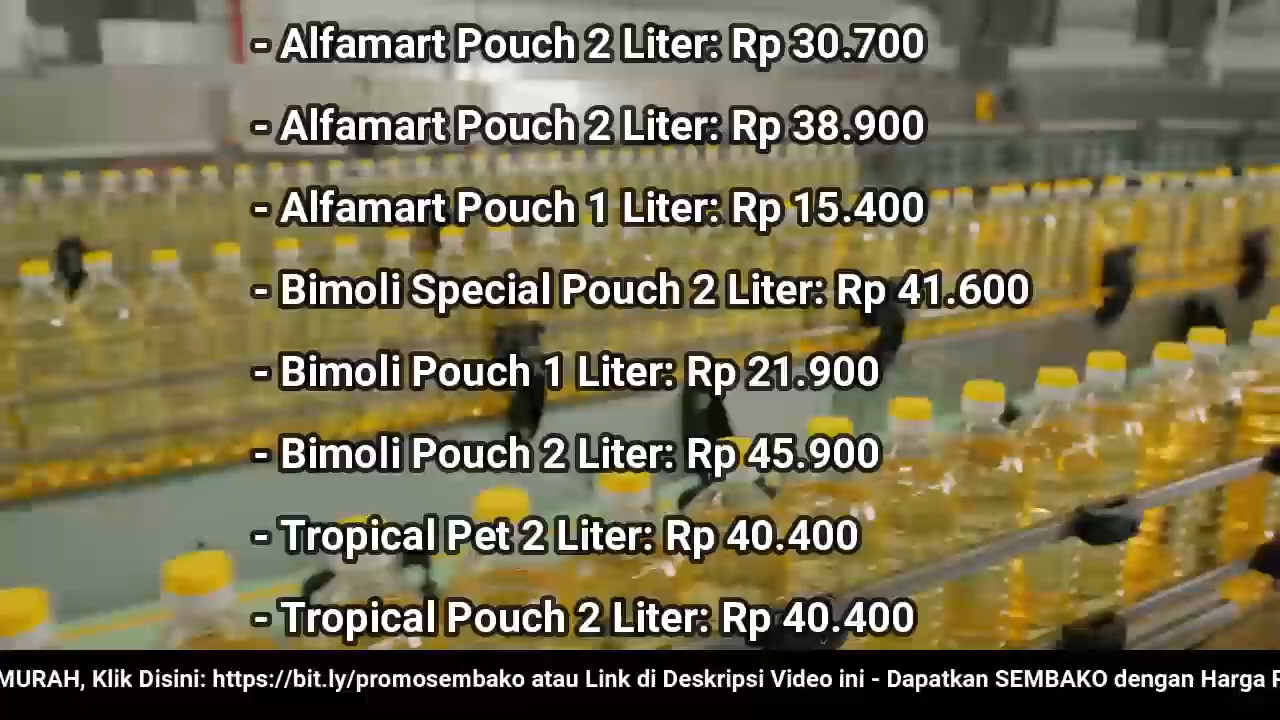 - Alfamart Pouch 2 Liter: Rp 30.700
- Alfamart Pouch 2 Liter: Rp 38.900
- Alfamart Pouch 1 Liter: Rp 15.400
- Bimoli Special Pouch 2 Liter: Rp 41.600
- Bimoli Pouch 1 Liter: Rp 21.900
- Bimoli Pouch 2 Liter: Rp 45.900
- Tropical Pet 2 Liter: Rp 40.400
- Tropical Pouch 2 Liter: Rp 40.400
MURAH, Klik Disini: https://bit.ly/promosembako atau Link di Deskripsi Video ini - Dapatkan SEMBAKO dengan Harga